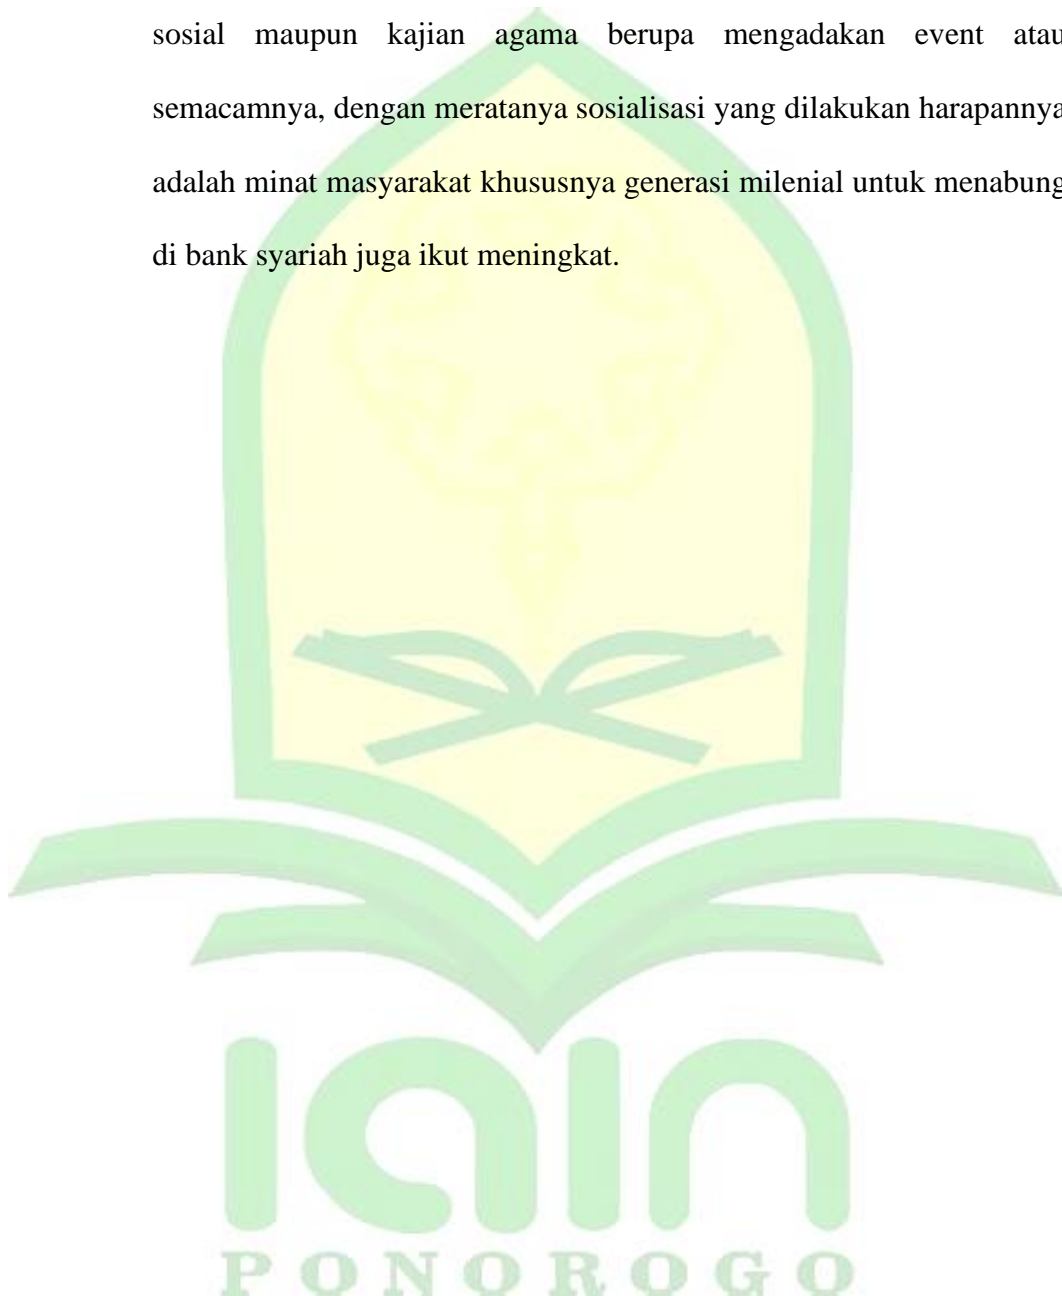 sosial maupun kajian agama berupa mengadakan event atau
semacamnya, dengan meratanya sosialisasi yang dilakukan harapannya
adalah minat masyarakat khususnya generasi milenial untuk menabung
di bank syariah juga ikut meningkat.
iain
PONOROGO